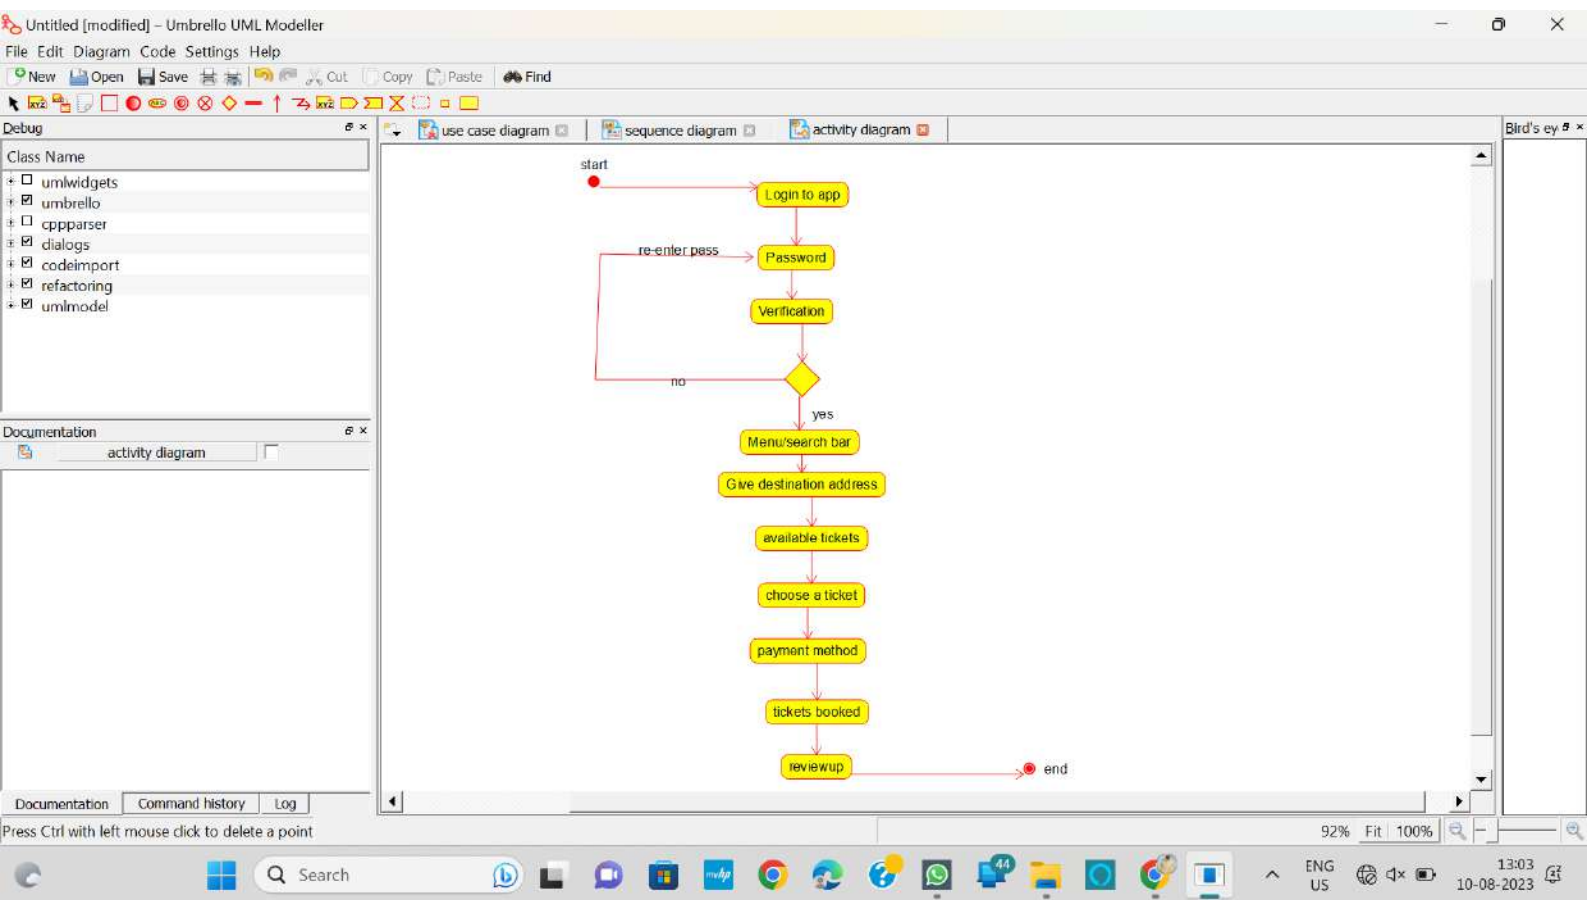 Untitled [modified] – Umbrello UML Modeller
File Edit Diagram Code Settings Help
New Open Save Cut Copy Paste Find
Debug
use case diagram
sequence diagram
activity diagram
Bird's ey
Class Name
umlwidgets
umbrello
cppparser
dialogs
codeimport
refactoring
umlmodel
start
Login to app
re-enter pass
Password
Verification
no
yes
Menu/search bar
Give destination address
available tickets
choose a ticket
payment method
tickets booked
reviewup
end
Documentation
activity diagram
Documentation Command history Log
Press Ctrl with left mouse click to delete a point
92% Fit 100%
Search
44
ENG
US
13:03
10-08-2023